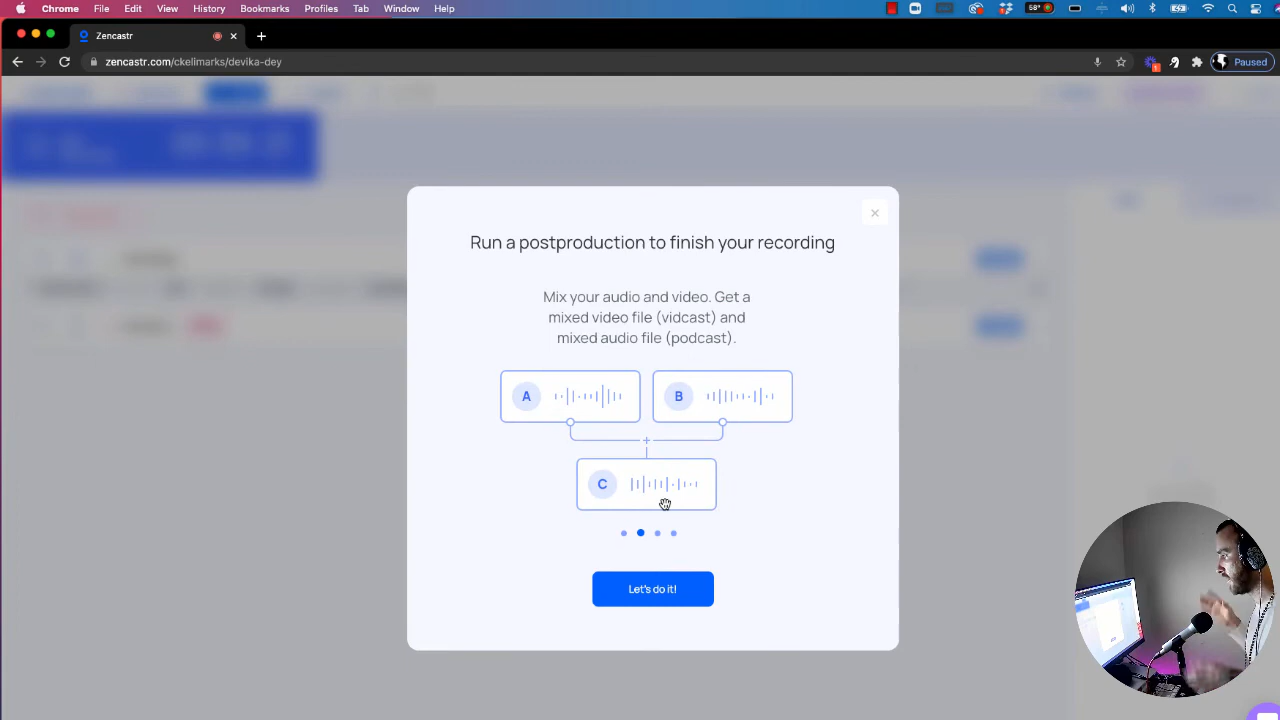 Chrome File Edit View History Bookmarks Profiles Tab Window Help
58°
Zencastr
zencastr.com/ckellmarks/devika-dey
1
Paused
Run a postproduction to finish your recording
Mix your audio and video. Get a
mixed video file (vidcast) and
mixed audio file (podcast).
A
B
C
Let's do it!